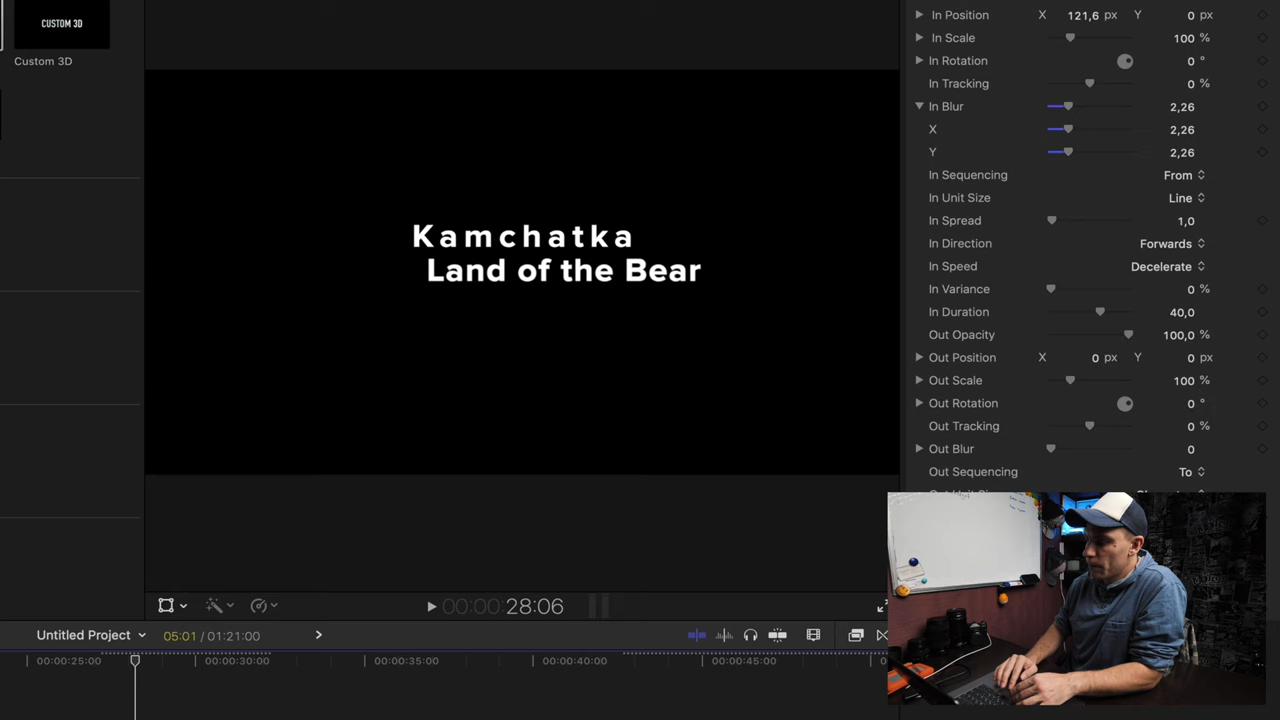 CUSTOM 3D
Custom 3D
Kamchatka
Land of the Bear
In Position X 121,6 px Y 0 px
In Scale 100 %
In Rotation 0 °
In Tracking 0 %
In Blur 2,26
X 2,26
Y 2,26
In Sequencing From
In Unit Size Line
In Spread 1,0
In Direction Forwards
In Speed Decelerate
In Variance 0 %
In Duration 40,0
Out Opacity 100,0 %
Out Position X 0 px Y 0 px
Out Scale 100 %
Out Rotation 0 °
Out Tracking 0 %
Out Blur 0
Out Sequencing To
00:00:28:06
Untitled Project 05:01 / 01:21:00
00:00:25:00 00:00:30:00 00:00:35:00 00:00:40:00 00:00:45:00